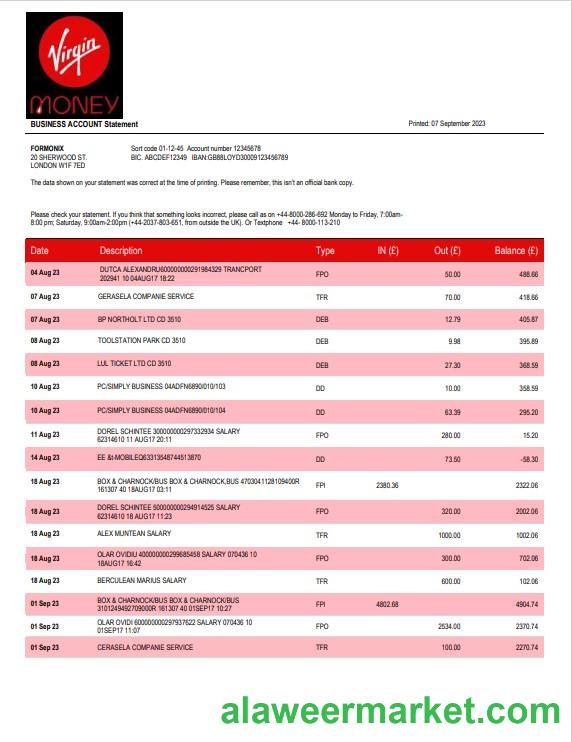 Virgin
MONEY
BUSINESS ACCOUNT Statement
Printed: 07 September 2023
FORMONIX
20 SHERWOOD ST.
LONDON W1F 7ED
Sort code 01-12-45 Account number 12345678
BIC. ABCDEF12349 IBAN:GB88LOYD30009123456789
The data shown on your statement was correct at the time of printing. Please remember, this isn't an official bank copy.
Please check your statement. If you think that something looks incorrect, please call as on +44-8000-286-692 Monday to Friday, 7:00am-
8:00 pm; Saturday, 9:00am-2:00pm (+44-2037-803-651, from outside the UK). Or Textphone +44- 8000-113-210
Date Description Type IN (£) Out (£) Balance (£)
04 Aug 23 DUTCA ALEXANDRU600000000291984329 TRANCPORT
202941 10 04AUG17 18:22 FPO 50.00 488.66
07 Aug 23 GERASELA COMPANIE SERVICE TFR 70.00 418.66
07 Aug 23 BP NORTHOLT LTD CD 3510 DEB 12.79 405.87
08 Aug 23 TOOLSTATION PARK CD 3510 DEB 9.98 395.89
08 Aug 23 LUL TICKET LTD CD 3510 DEB 27.30 368.59
10 Aug 23 PC/SIMPLY BUSINESS 04ADFN6890/010/103 DD 10.00 358.59
10 Aug 23 PC/SIMPLY BUSINESS 04ADFN6890/010/104 DD 63.39 295.20
11 Aug 23 DOREL SCHINTEE 300000000297332934 SALARY
62314610 11 AUG17 20:11 FPO 280.00 15.20
14 Aug 23 EE &t-MOBILEQ63313548744513870 DD 73.50 -58.30
18 Aug 23 BOX & CHARNOCK/BUS BOX & CHARNOCK,BUS 4703041128109400R
161307 40 18AUG17 03:11 FPI 2380.36 2322.06
18 Aug 23 DOREL SCHINTEE 500000000294914525 SALARY
62314610 18 AUG17 11:23 FPO 320.00 2002.06
18 Aug 23 ALEX MUNTEAN SALARY TFR 1000.00 1002.06
18 Aug 23 OLAR OVIDIU 400000000299685458 SALARY 070436 10
18AUG17 16:42 FPO 300.00 702.06
18 Aug 23 BERCULEAN MARIUS SALARY TFR 600.00 102.06
01 Sep 23 BOX & CHARNOCK/BUS BOX & CHARNOCK/BUS
3101249492709000R 161307 40 01SEP17 10:27 FPI 4802.68 4904.74
01 Sep 23 OLAR OVIDI 600000000297937622 SALARY 070436 10
01SEP17 11:07 FPO 2534.00 2370.74
01 Sep 23 CERASELA COMPANIE SERVICE TFR 100.00 2270.74
alaweermarket.com